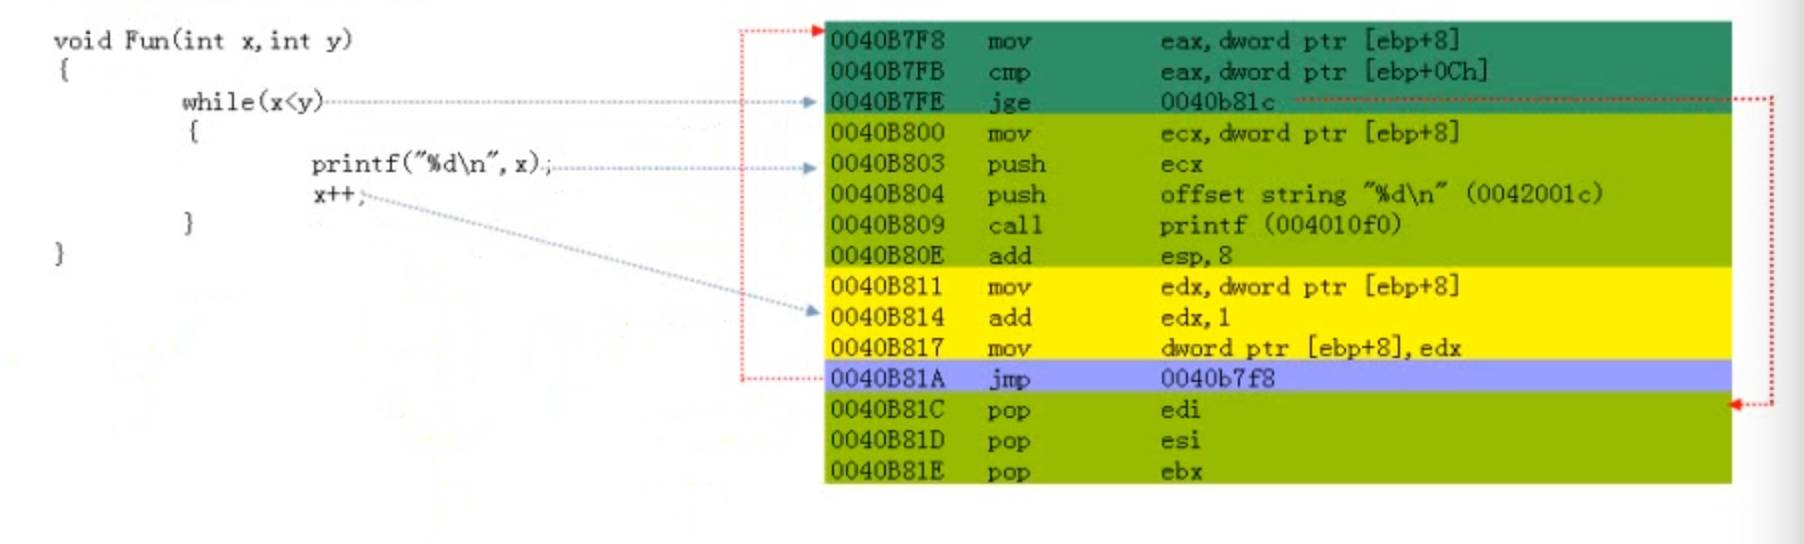 void Fun(int x,int y)
{
while(x<y)
{
printf("%d\n",x);
x++;
}
}
0040B7F8 mov eax,dword ptr [ebp+8]
0040B7FB cmp eax,dword ptr [ebp+0Ch]
0040B7FE jge 0040b81c
0040B800 mov ecx,dword ptr [ebp+8]
0040B803 push ecx
0040B804 push offset string "%d\n" (0042001c)
0040B809 call printf (004010f0)
0040B80E add esp,8
0040B811 mov edx,dword ptr [ebp+8]
0040B814 add edx,1
0040B817 mov dword ptr [ebp+8],edx
0040B81A jmp 0040b7f8
0040B81C pop edi
0040B81D pop esi
0040B81E pop ebx